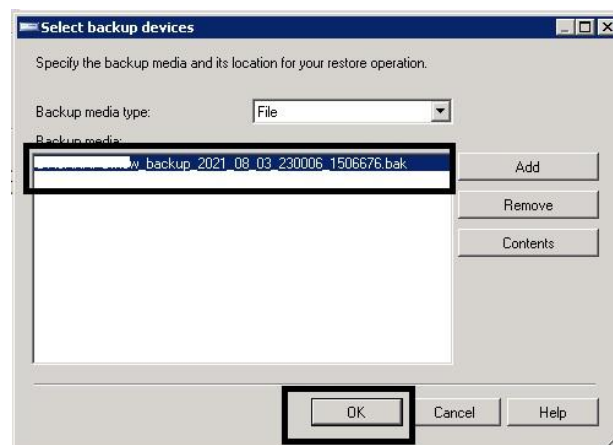 Select backup devices
Specify the backup media and its location for your restore operation.
Backup media type:
File
Backup media:
_backup_2021_08_03_230006_1506676.bak
Add
Remove
Contents
OK
Cancel
Help